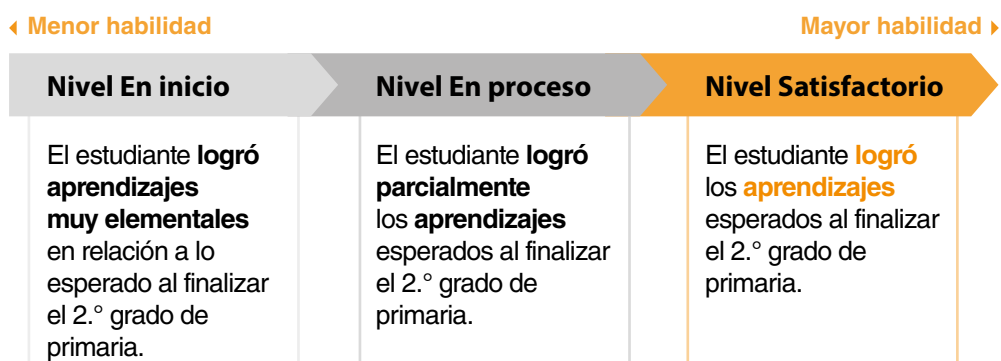 Menor habilidad
Mayor habilidad
Nivel En inicio
Nivel En proceso
Nivel Satisfactorio
El estudiante logró
aprendizajes
muy elementales
en relación a lo
esperado al finalizar
el 2.° grado de
primaria.
El estudiante logró
parcialmente
los aprendizajes
esperados al finalizar
el 2.° grado de
primaria.
El estudiante logró
los aprendizajes
esperados al finalizar
el 2.° grado de
primaria.